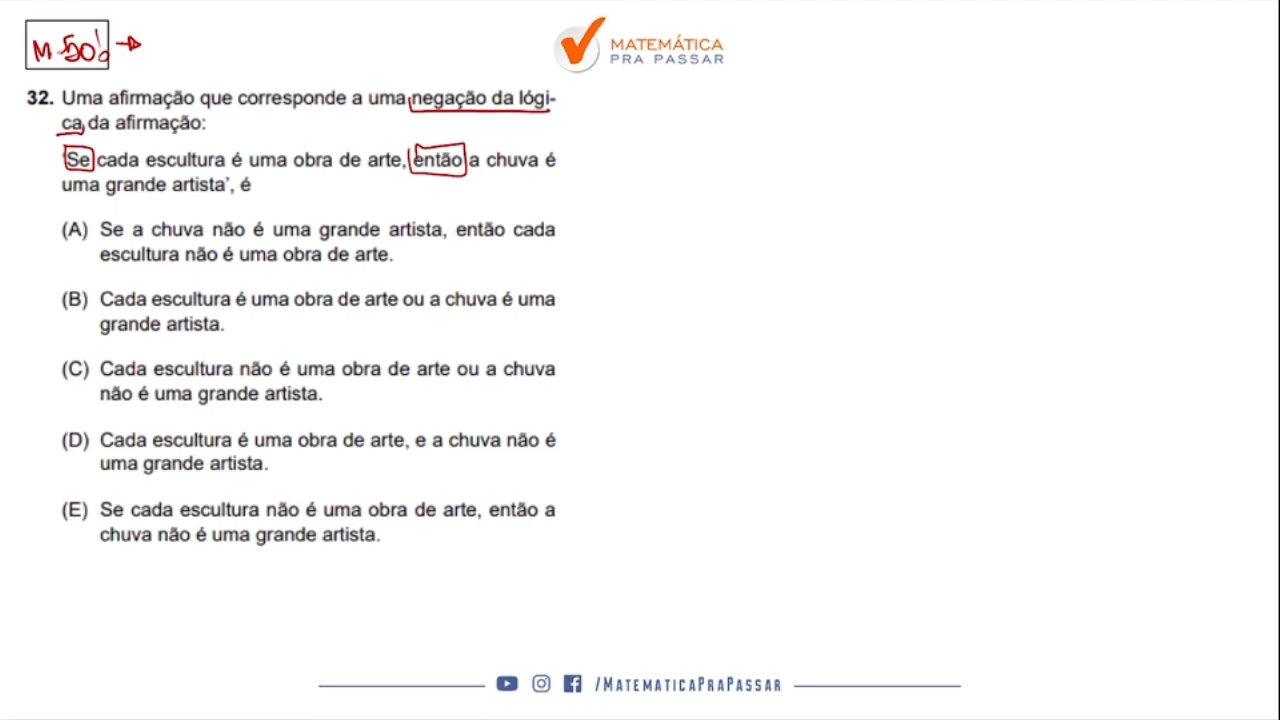 M.50%
MATEMÁTICA
PRA PASSAR
32. Uma afirmação que corresponde a uma negação da lógi-
ca, da afirmação:
'Se cada escultura é uma obra de arte, então a chuva é
uma grande artista', é
(A) Se a chuva não é uma grande artista, então cada
escultura não é uma obra de arte.
(B) Cada escultura é uma obra de arte ou a chuva é uma
grande artista.
(C) Cada escultura não é uma obra de arte ou a chuva
não é uma grande artista.
(D) Cada escultura é uma obra de arte, e a chuva não é
uma grande artista.
(E) Se cada escultura não é uma obra de arte, então a
chuva não é uma grande artista.
/MATEMATICAPRAPASSAR